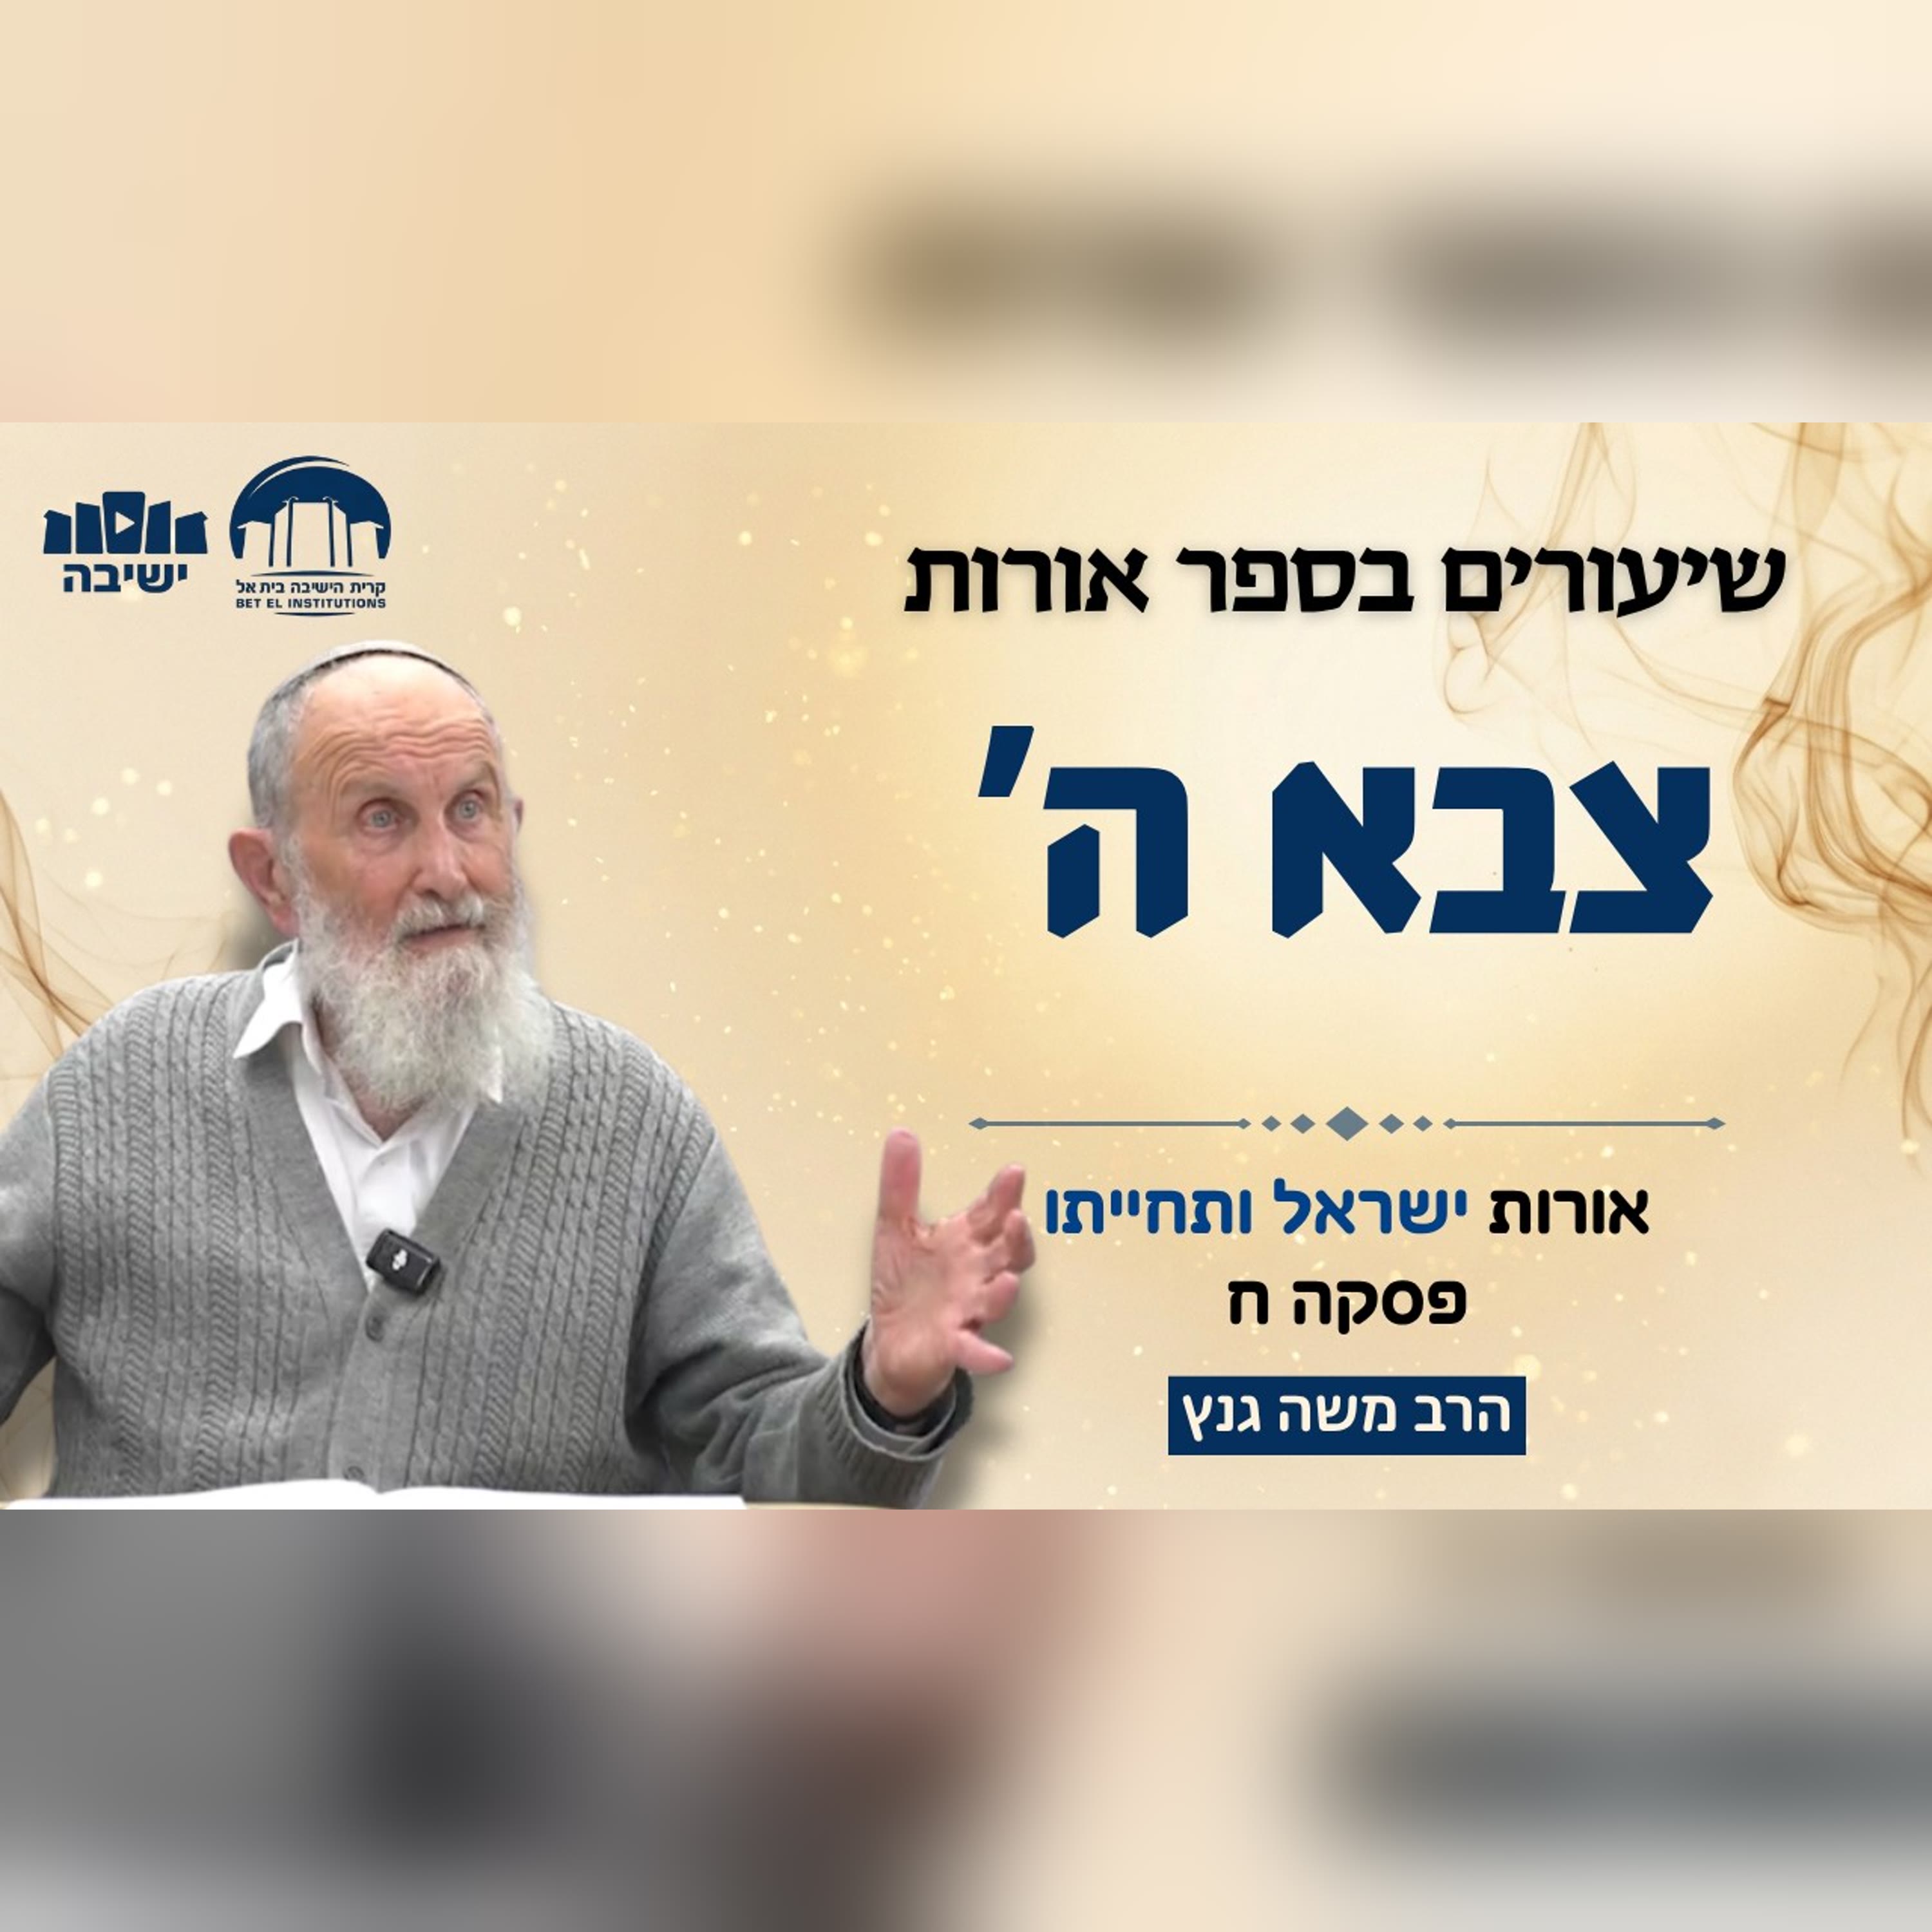 ישיבה
קרית הישיבה בית אל
BET EL INSTITUTIONS
שיעורים בספר אורות
צבא ה'
אורות ישראל ותחייתו
פסקה ח
הרב משה גנץ